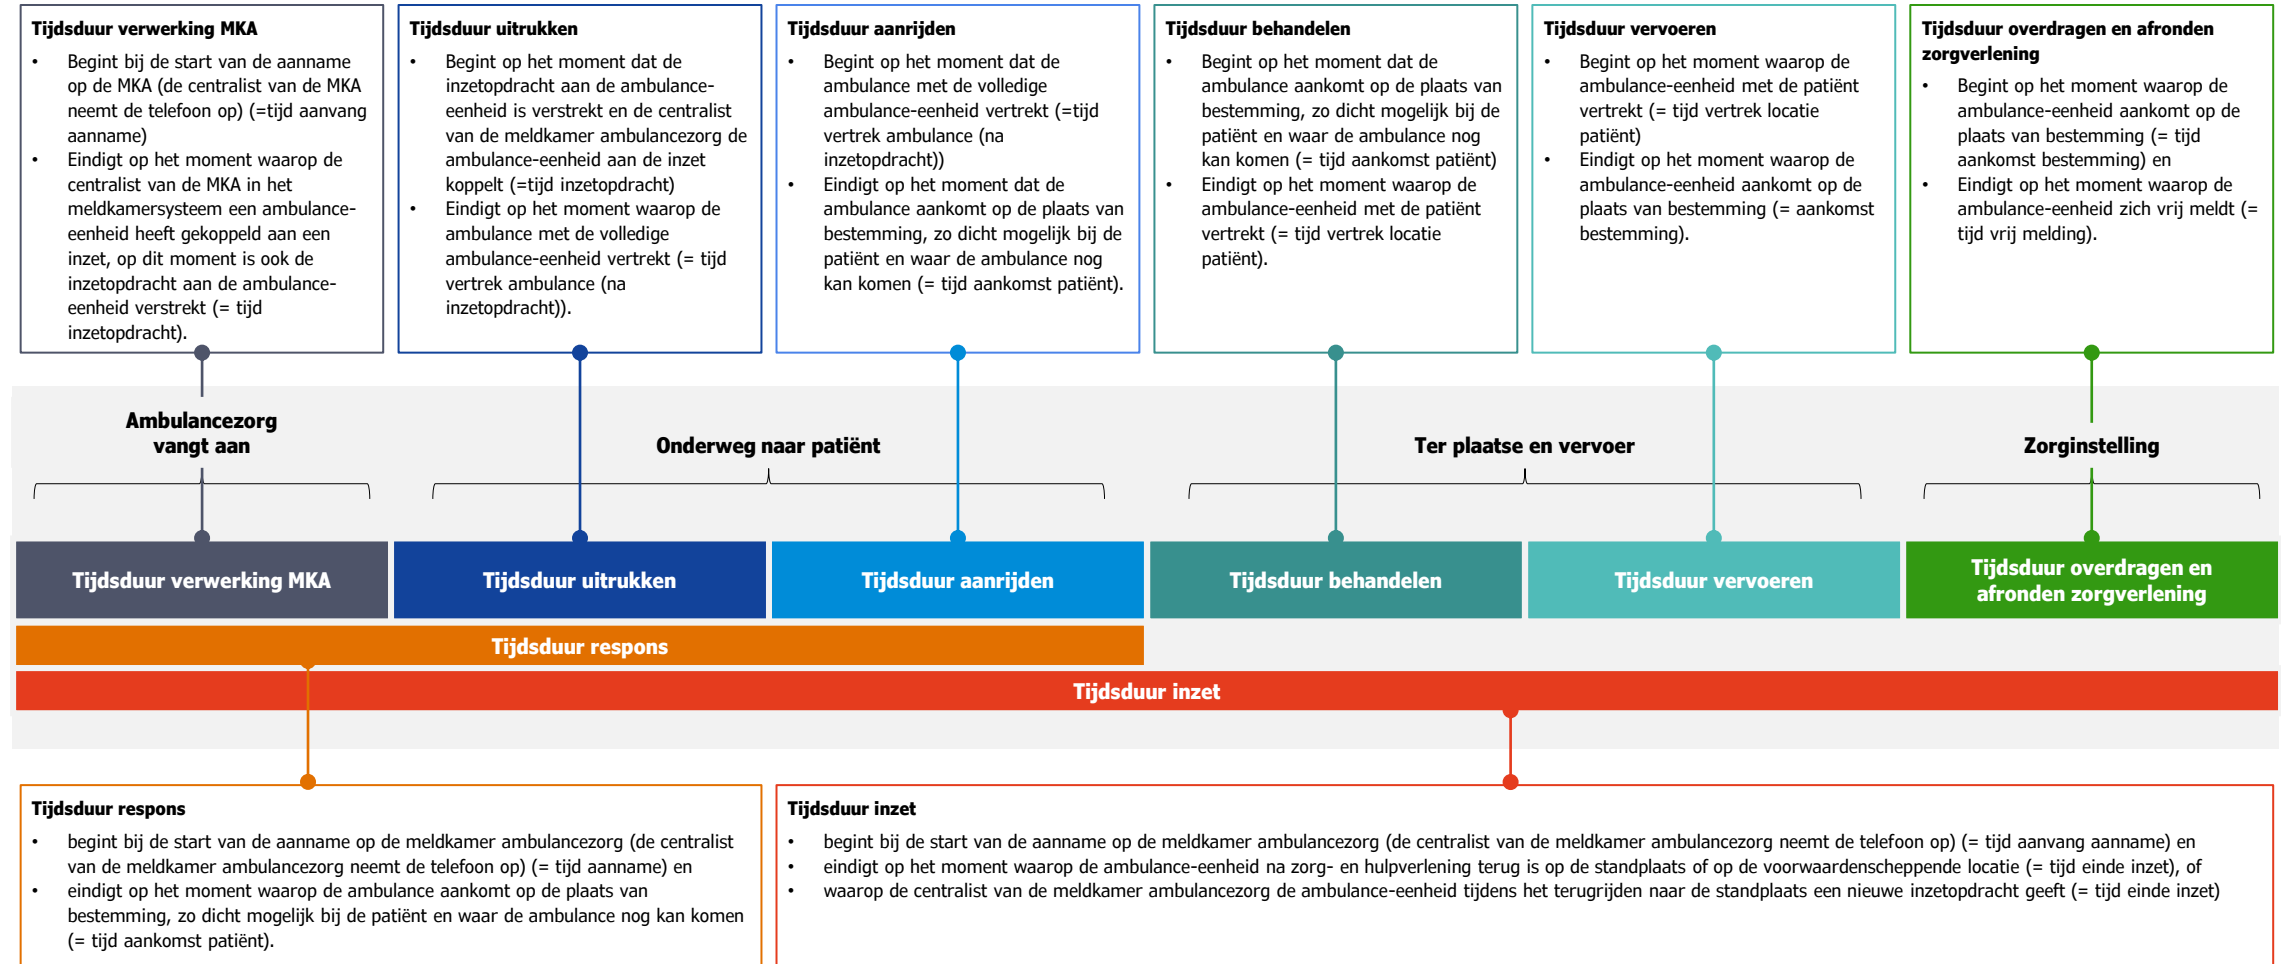 Tijdsduur verwerking MKA
• Begint bij de start van de aanname
op de MKA (de centralist van de MKA
neemt de telefoon op) (=tijd aanvang
aanname)
• Eindigt op het moment waarop de
centralist van de MKA in het
meldkamersysteem een ambulance-
eenheid heeft gekoppeld aan een
inzet, op dit moment is ook de
inzetopdracht aan de ambulance-
eenheid verstrekt (= tijd
inzetopdracht).
Tijdsduur uitrukken
• Begint op het moment dat de
inzetopdracht aan de ambulance-
eenheid is verstrekt en de centralist
van de meldkamer ambulancezorg de
ambulance-eenheid aan de inzet
koppelt (=tijd inzetopdracht)
• Eindigt op het moment waarop de
ambulance met de volledige
ambulance-eenheid vertrekt (= tijd
vertrek ambulance (na
inzetopdracht)).
Tijdsduur aanrijden
• Begint op het moment dat de
ambulance met de volledige
ambulance-eenheid vertrekt (=tijd
vertrek ambulance (na
inzetopdracht))
• Eindigt op het moment dat de
ambulance aankomt op de plaats van
bestemming, zo dicht mogelijk bij de
patiënt en waar de ambulance nog
kan komen (= tijd aankomst patiënt).
Tijdsduur behandelen
• Begint op het moment dat de
ambulance aankomt op de plaats van
bestemming, zo dicht mogelijk bij de
patiënt en waar de ambulance nog
kan komen (= tijd aankomst patiënt)
• Eindigt op het moment waarop de
ambulance-eenheid met de patiënt
vertrekt (= tijd vertrek locatie
patiënt).
Tijdsduur vervoeren
• Begint op het moment waarop de
ambulance-eenheid met de patiënt
vertrekt (= tijd vertrek locatie
patiënt)
• Eindigt op het moment waarop de
ambulance-eenheid aankomt op de
plaats van bestemming (= aankomst
bestemming).
Tijdsduur overdragen en afronden
zorgverlening
• Begint op het moment waarop de
ambulance-eenheid aankomt op de
plaats van bestemming (= tijd
aankomst bestemming) en
• Eindigt op het moment waarop de
ambulance-eenheid zich vrij meldt (=
tijd vrij melding).
Ambulancezorg
vangt aan
Onderweg naar patiënt
Ter plaatse en vervoer
Zorginstelling
Tijdsduur verwerking MKA
Tijdsduur uitrukken
Tijdsduur aanrijden
Tijdsduur behandelen
Tijdsduur vervoeren
Tijdsduur overdragen en
afronden zorgverlening
Tijdsduur respons
Tijdsduur inzet
Tijdsduur respons
• begint bij de start van de aanname op de meldkamer ambulancezorg (de centralist
van de meldkamer ambulancezorg neemt de telefoon op) (= tijd aanname) en
• eindigt op het moment waarop de ambulance aankomt op de plaats van
bestemming, zo dicht mogelijk bij de patiënt en waar de ambulance nog kan komen
(= tijd aankomst patiënt).
Tijdsduur inzet
• begint bij de start van de aanname op de meldkamer ambulancezorg (de centralist van de meldkamer ambulancezorg neemt de telefoon op) (= tijd aanvang aanname) en
• eindigt op het moment waarop de ambulance-eenheid na zorg- en hulpverlening terug is op de standplaats of op de voorwaardenscheppende locatie (= tijd einde inzet), of
• waarop de centralist van de meldkamer ambulancezorg de ambulance-eenheid tijdens het terugrijden naar de standplaats een nieuwe inzetopdracht geeft (= tijd einde inzet)